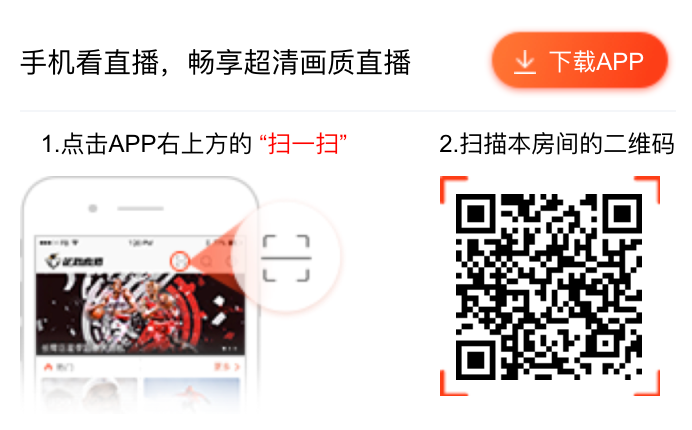 手机看直播，畅享超清画质直播
下载APP
1.点击APP右上方的 “扫一扫”
2.扫描本房间的二维码
热门
更多